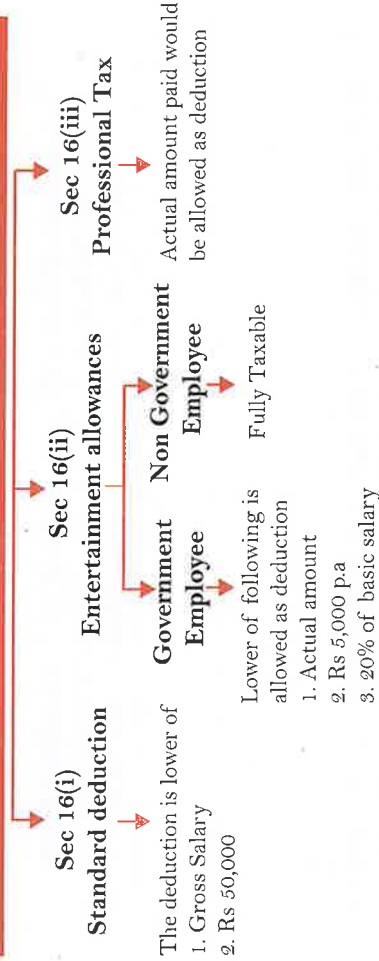 Sec 16(i)
Standard deduction
The deduction is lower of
1. Gross Salary
2. Rs 50,000
Sec 16(ii)
Entertainment allowances
Government
Employee
Lower of following is
allowed as deduction
1. Actual amount
2. Rs 5,000 p.a
3. 20% of basic salary
Non Government
Employee
Fully Taxable
Sec 16(iii)
Professional Tax
Actual amount paid would
be allowed as deduction